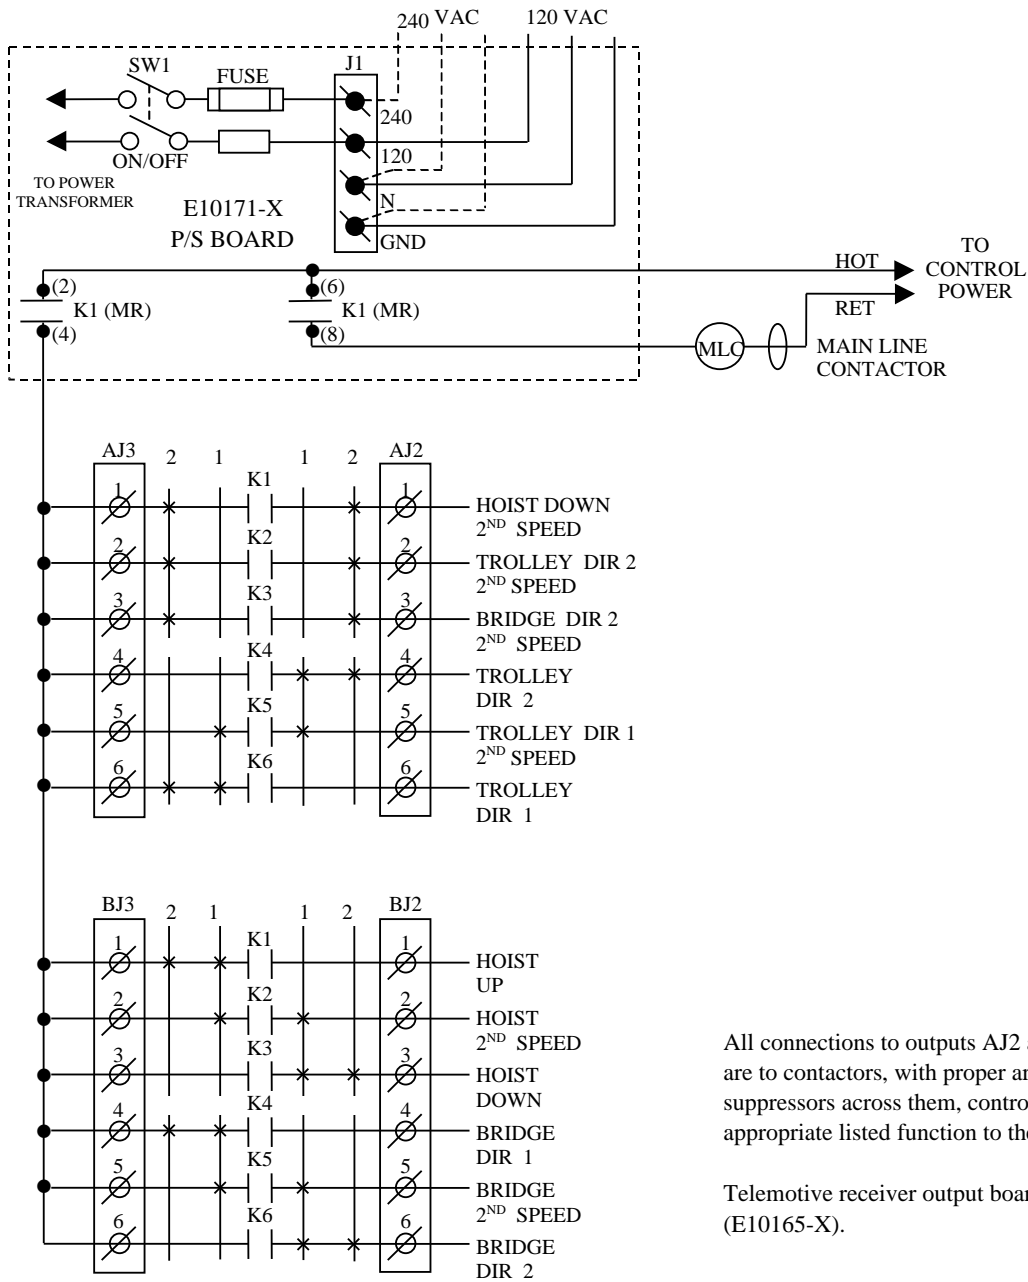 240 VAC 120 VAC
SW1 FUSE J1
240
120
ON/OFF
TO POWER
TRANSFORMER
N
E10171-X
P/S BOARD
GND
TO
CONTROL
POWER
HOT
RET
(2) (6)
K1 (MR) K1 (MR)
(4) (8)
MLC
MAIN LINE
CONTACTOR
AJ3 2 1 1 2 AJ2
1 K1 1 HOIST DOWN
2ND SPEED
2 K2 2 TROLLEY DIR 2
2ND SPEED
3 K3 3 BRIDGE DIR 2
2ND SPEED
4 K4 4 TROLLEY
DIR 2
5 K5 5 TROLLEY DIR 1
2ND SPEED
6 K6 6 TROLLEY
DIR 1
BJ3 2 1 1 2 BJ2
1 K1 1 HOIST
UP
2 K2 2 HOIST
2ND SPEED
3 K3 3 HOIST
DOWN
4 K4 4 BRIDGE
DIR 1
5 K5 5 BRIDGE
2ND SPEED
6 K6 6 BRIDGE
DIR 2
All connections to outputs AJ2
are to contactors, with proper
suppressors across them,
appropriate listed function to
Telemotive receiver output
(E10165-X).